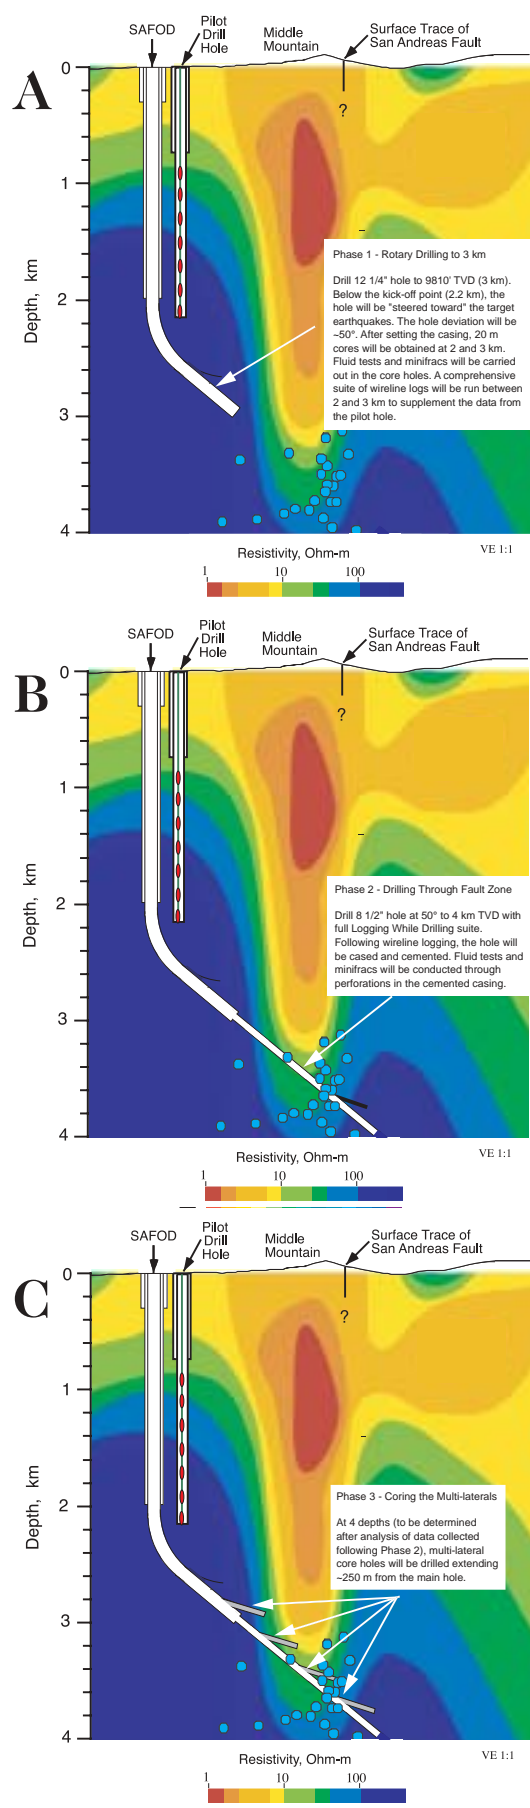 SAFOD
Pilot
Drill
Hole
Middle
Mountain
Surface Trace of
San Andreas Fault
A
0
?
1
Phase 1 - Rotary Drilling to 3 km
Drill 12 1/4" hole to 9810' TVD (3 km).
Below the kick-off point (2.2 km), the
hole will be "steered toward" the target
earthquakes. The hole deviation will be
~50°. After setting the casing, 20 m
cores will be obtained at 2 and 3 km.
Fluid tests and minifracs will be carried
out in the core holes. A comprehensive
suite of wireline logs will be run between
2 and 3 km to supplement the data from
the pilot hole.
Depth, km
2
3
4
Resistivity, Ohm-m
VE 1:1
1
10
100
SAFOD
Pilot
Drill
Hole
Middle
Mountain
Surface Trace of
San Andreas Fault
B
0
?
1
Phase 2 - Drilling Through Fault Zone
Drill 8 1/2" hole at 50° to 4 km TVD with
full Logging While Drilling suite.
Following wireline logging, the hole will
be cased and cemented. Fluid tests and
minifracs will be conducted through
perforations in the cemented casing.
Depth, km
2
3
4
Resistivity, Ohm-m
VE 1:1
1
10
100
SAFOD
Pilot
Drill
Hole
Middle
Mountain
Surface Trace of
San Andreas Fault
C
0
?
1
Phase 3 - Coring the Multi-laterals
At 4 depths (to be determined
after analysis of data collected
following Phase 2), multi-lateral
core holes will be drilled extending
~250 m from the main hole.
Depth, km
2
3
4
Resistivity, Ohm-m
VE 1:1
1
10
100